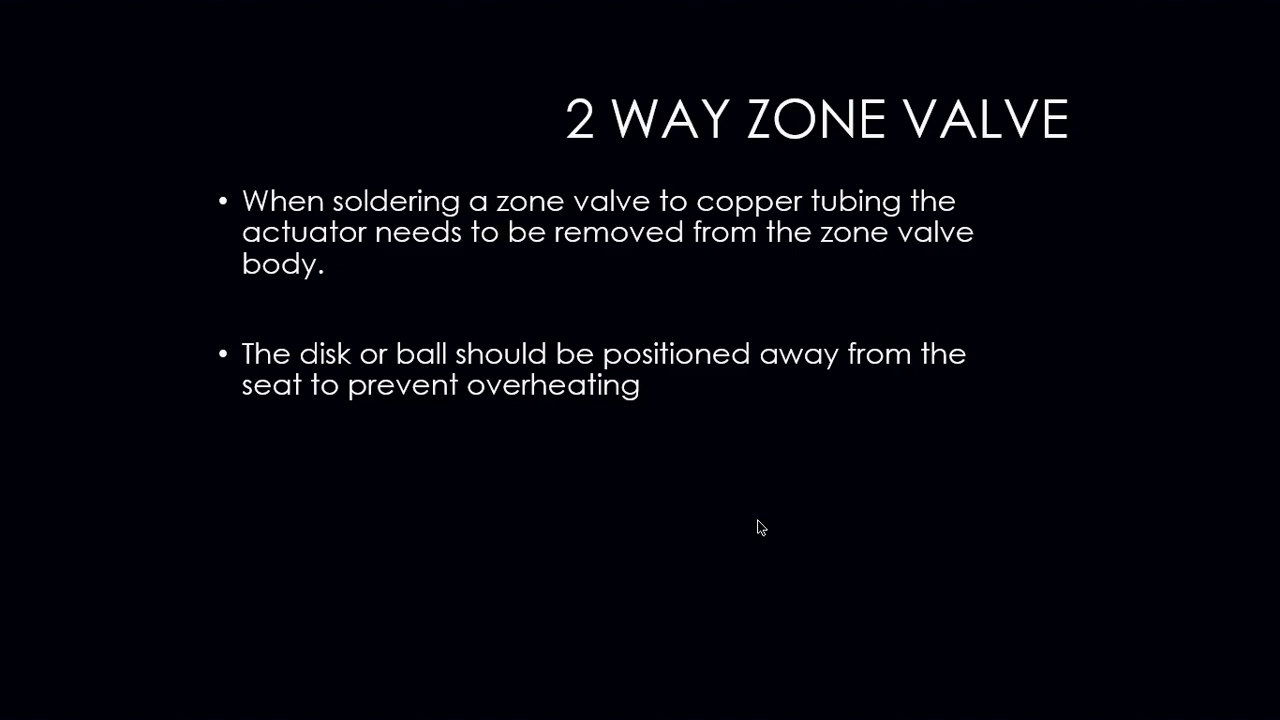 2 WAY ZONE VALVE
• When soldering a zone valve to copper tubing the
actuator needs to be removed from the zone valve
body.
• The disk or ball should be positioned away from the
seat to prevent overheating